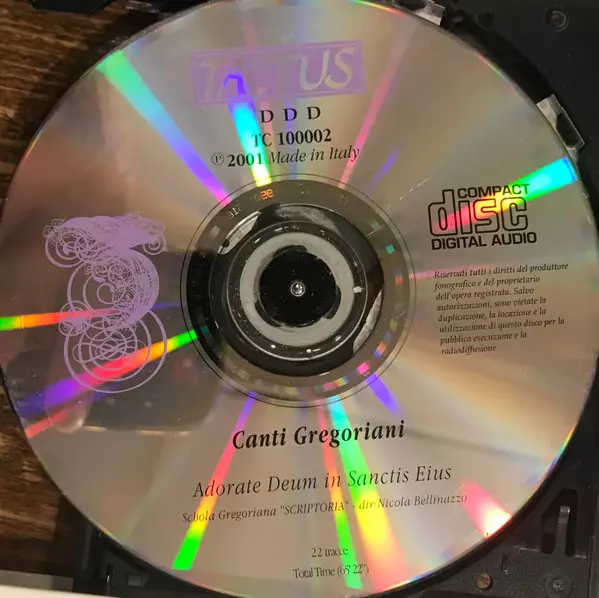 TACTUS
D D D
TC 100002
℗ 2001 Made in Italy
COMPACT
disc
DIGITAL AUDIO
Riservati tutti i diritti del produttore
fonografico e del proprietario
dell'opera registrata. Salvo
autorizzazioni, sono vietate la
duplicazione, la locazione e la
utilizzazione di questo disco per la
pubblica esecuzione e la
radiodiffusione
Canti Gregoriani
Adorate Deum in Sanctis Eius
Schola Gregoriana "SCRIPTORIA" - dir. Nicola Bellinazzo
22 tracce
Total Time (65' 22")